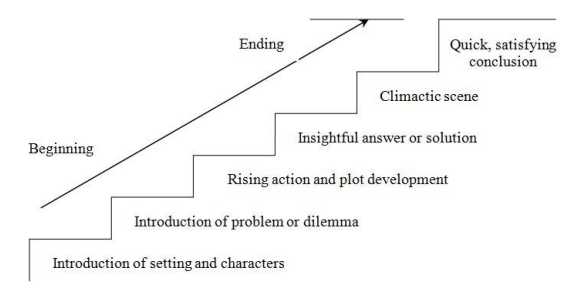 Ending
Quick, satisfying
conclusion
Climactic scene
Insightful answer or solution
Beginning
Rising action and plot development
Introduction of problem or dilemma
Introduction of setting and characters